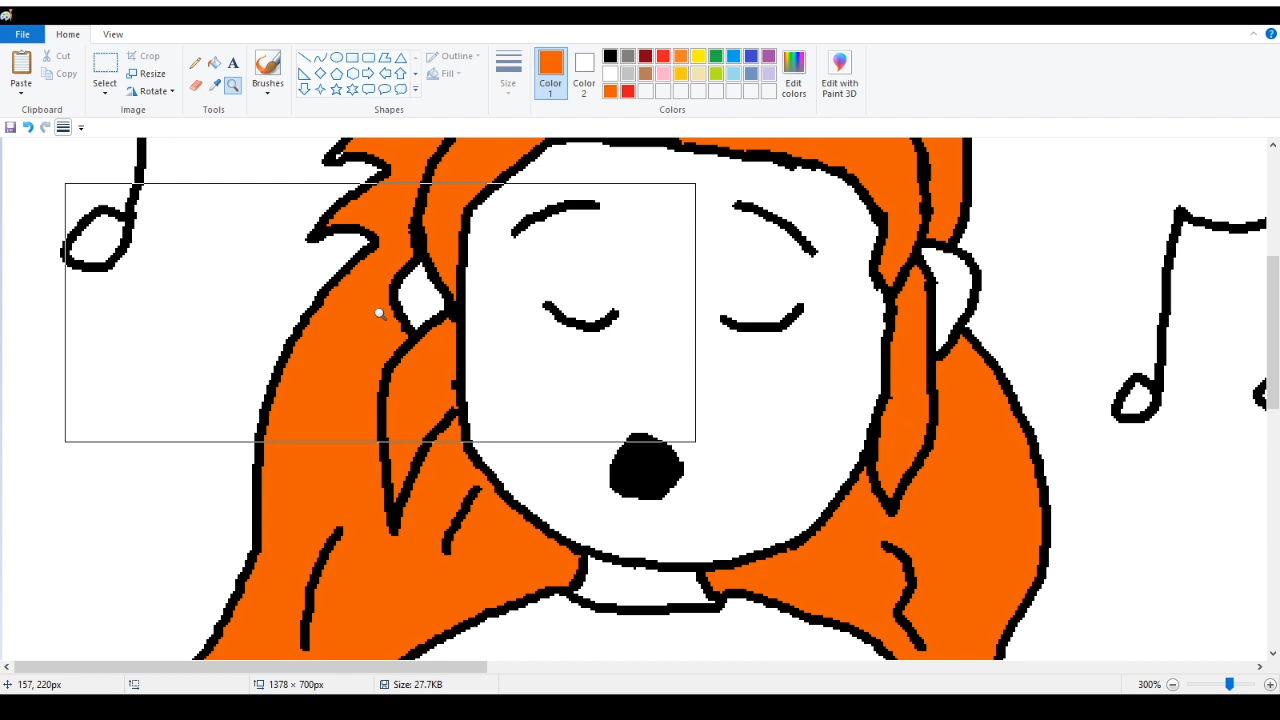 File Home View
Paste Cut Copy Clipboard
Select Crop Resize Rotate Image
A Tools
Brushes
Outline Fill Shapes
Size
Color 1 Color 2 Edit colors Colors
Edit with Paint 3D
157, 220px 1378 × 700px Size: 27.7KB 300%